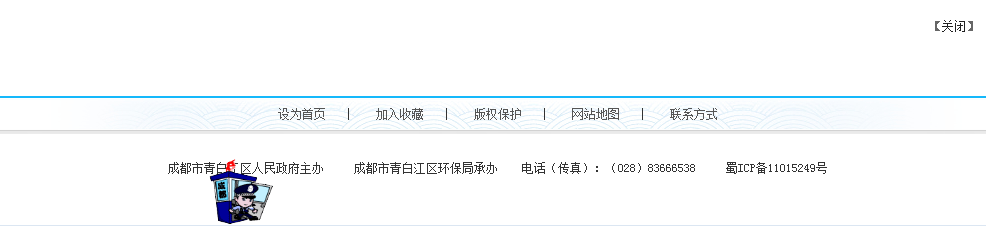 【关闭】
设为首页 | 加入收藏 | 版权保护 | 网站地图 | 联系方式
成都市青白 区人民政府主办 成都市青白江区环保局承办 电话（传真）：（028）83666538 蜀ICP备11015249号
成都